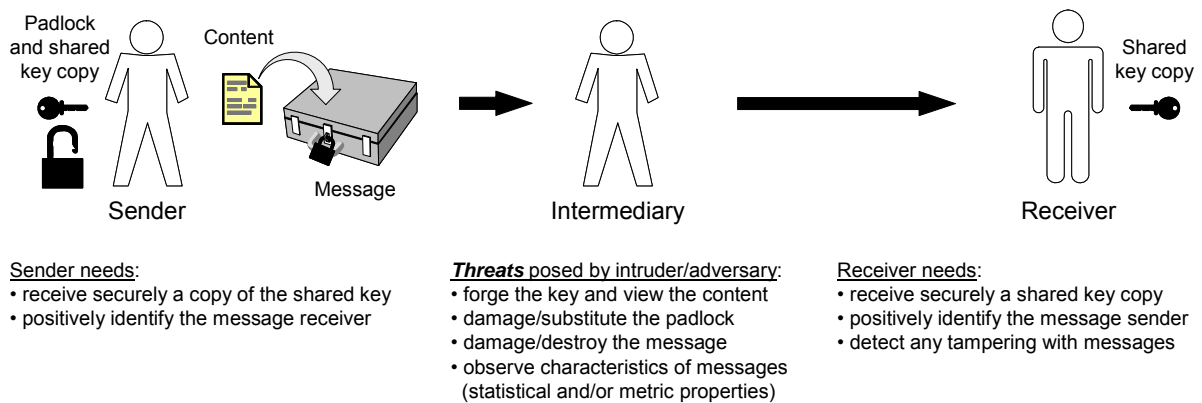 Padlock
and shared
key copy
Content
Message
Shared
key copy
Sender
Intermediary
Receiver
Sender needs:
• receive securely a copy of the shared key
• positively identify the message receiver
Threats posed by intruder/adversary:
• forge the key and view the content
• damage/substitute the padlock
• damage/destroy the message
• observe characteristics of messages
(statistical and/or metric properties)
Receiver needs:
• receive securely a shared key copy
• positively identify the message sender
• detect any tampering with messages